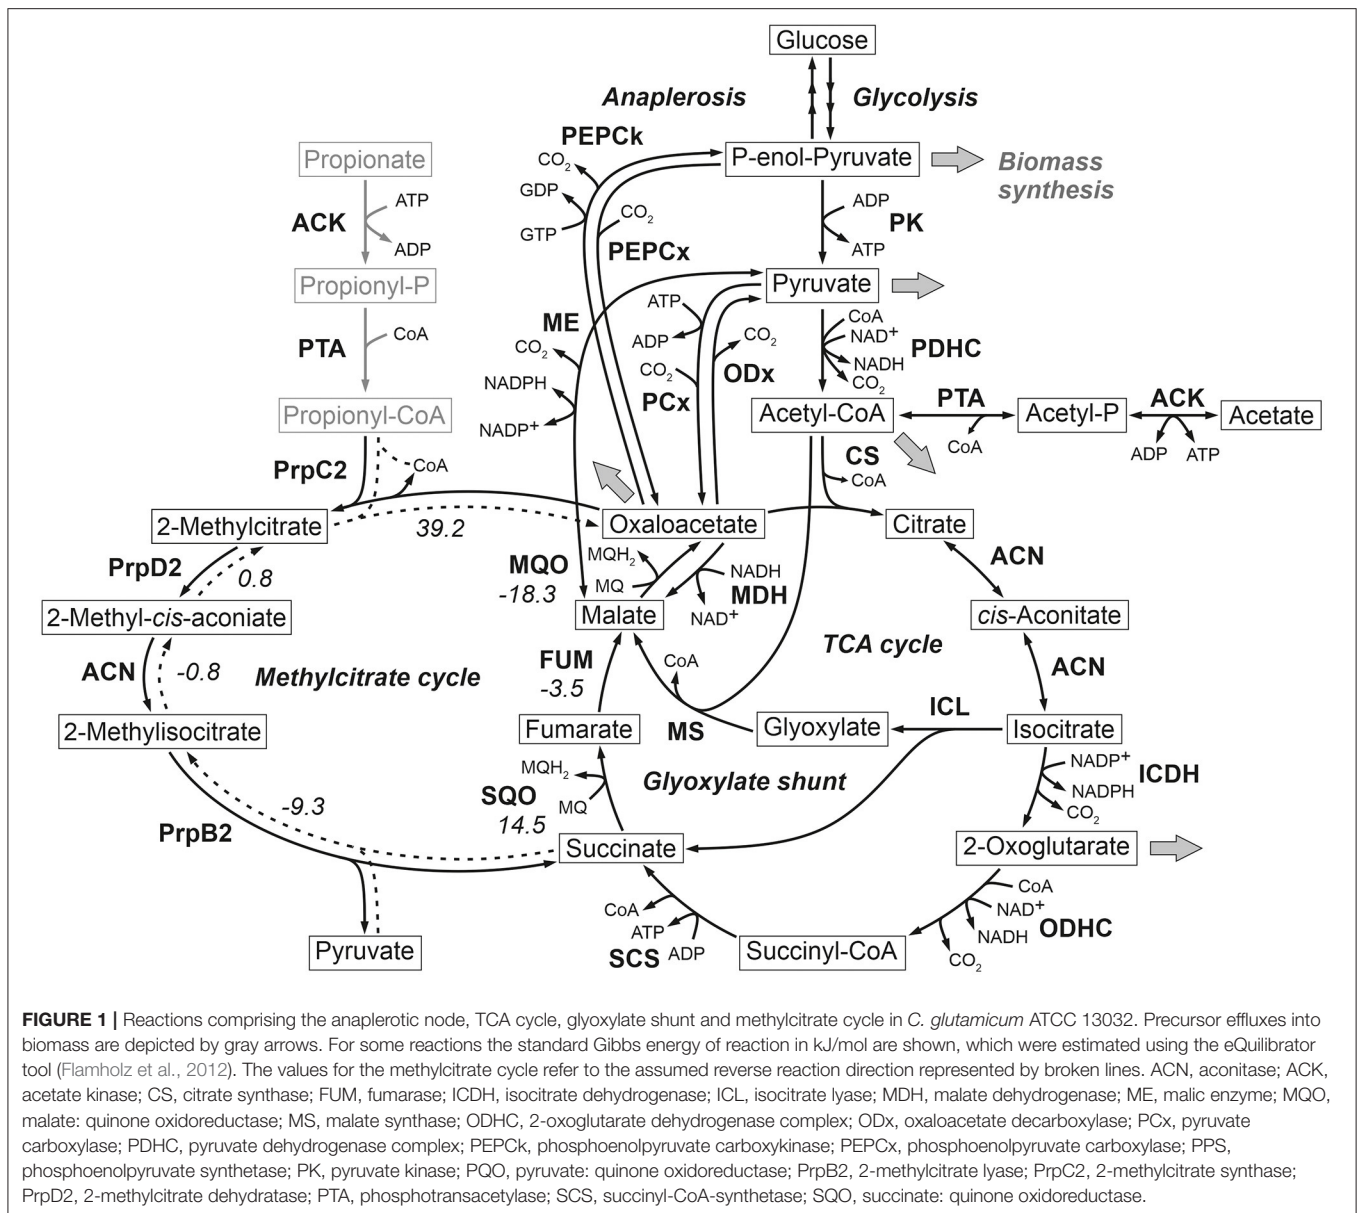 Glucose
Anaplerosis
Glycolysis
PEPCk
P-enol-Pyruvate
Biomass
synthesis
CO2
GDP
GTP
CO2
PEPCx
ADP
PK
ATP
Propionate
ACK
ATP
ADP
Propionyl-P
PTA
CoA
Propionyl-CoA
PrpC2
CoA
Pyruvate
ME
CO2
NADPH
NADP+
ATP
ADP
CO2
PCx
CO2
ODx
CoA
NAD+
NADH
CO2
PDHC
Acetyl-CoA
PTA
CoA
Acetyl-P
ACK
ADP
ATP
Acetate
CS
CoA
2-Methylcitrate
39.2
Oxaloacetate
Citrate
PrpD2
0.8
MQO
-18.3
MQH2
MQ
NADH
MDH
NAD+
ACN
2-Methyl-cis-aconiate
Malate
cis-Aconitate
ACN
-0.8
Methylcitrate cycle
FUM
-3.5
CoA
TCA cycle
ACN
2-Methylisocitrate
Fumarate
MS
Glyoxylate
ICL
Isocitrate
-9.3
PrpB2
SQO
14.5
MQH2
MQ
Glyoxylate shunt
NADP+
ICDH
NADPH
CO2
Succinate
2-Oxoglutarate
Pyruvate
CoA
ATP
SCS
ADP
Succinyl-CoA
CoA
NAD+
NADH
ODHC
CO2
FIGURE 1 | Reactions comprising the anaplerotic node, TCA cycle, glyoxylate shunt and methylcitrate cycle in C. glutamicum ATCC 13032. Precursor effluxes into
biomass are depicted by gray arrows. For some reactions the standard Gibbs energy of reaction in kJ/mol are shown, which were estimated using the eQuilibrator
tool (Flamholz et al., 2012). The values for the methylcitrate cycle refer to the assumed reverse reaction direction represented by broken lines. ACN, aconitase; ACK,
acetate kinase; CS, citrate synthase; FUM, fumarase; ICDH, isocitrate dehydrogenase; ICL, isocitrate lyase; MDH, malate dehydrogenase; ME, malic enzyme; MQO,
malate: quinone oxidoreductase; MS, malate synthase; ODHC, 2-oxoglutarate dehydrogenase complex; ODx, oxaloacetate decarboxylase; PCx, pyruvate
carboxylase; PDHC, pyruvate dehydrogenase complex; PEPCk, phosphoenolpyruvate carboxykinase; PEPCx, phosphoenolpyruvate carboxylase; PPS,
phosphoenolpyruvate synthetase; PK, pyruvate kinase; PQO, pyruvate: quinone oxidoreductase; PrpB2, 2-methylcitrate lyase; PrpC2, 2-methylcitrate synthase;
PrpD2, 2-methylcitrate dehydratase; PTA, phosphotransacetylase; SCS, succinyl-CoA-synthetase; SQO, succinate: quinone oxidoreductase.